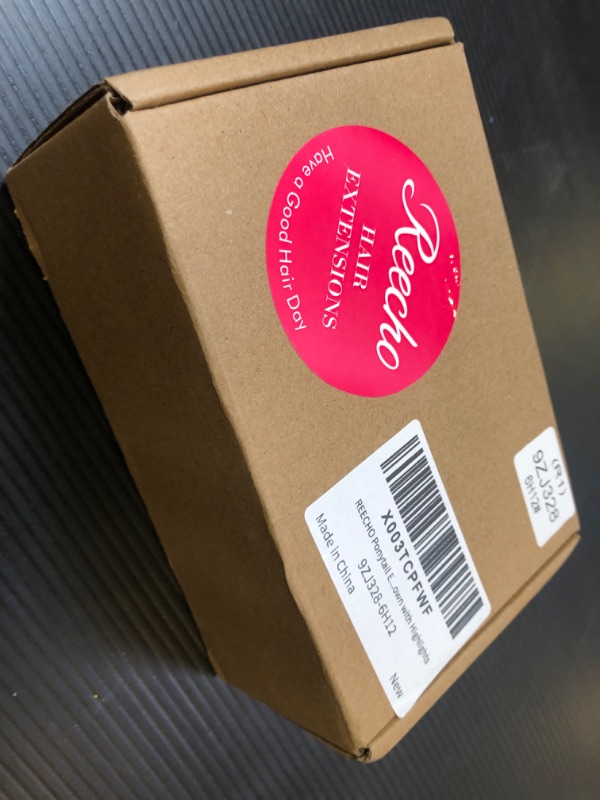 Reecho
HAIR
EXTENSIONS
Have a Good Hair Day
(R1)
9ZJ328
6H12#
X003TCPFWF
REECHO Ponytail E...own with Highlights
9ZJ328-6H12
New
Made In China